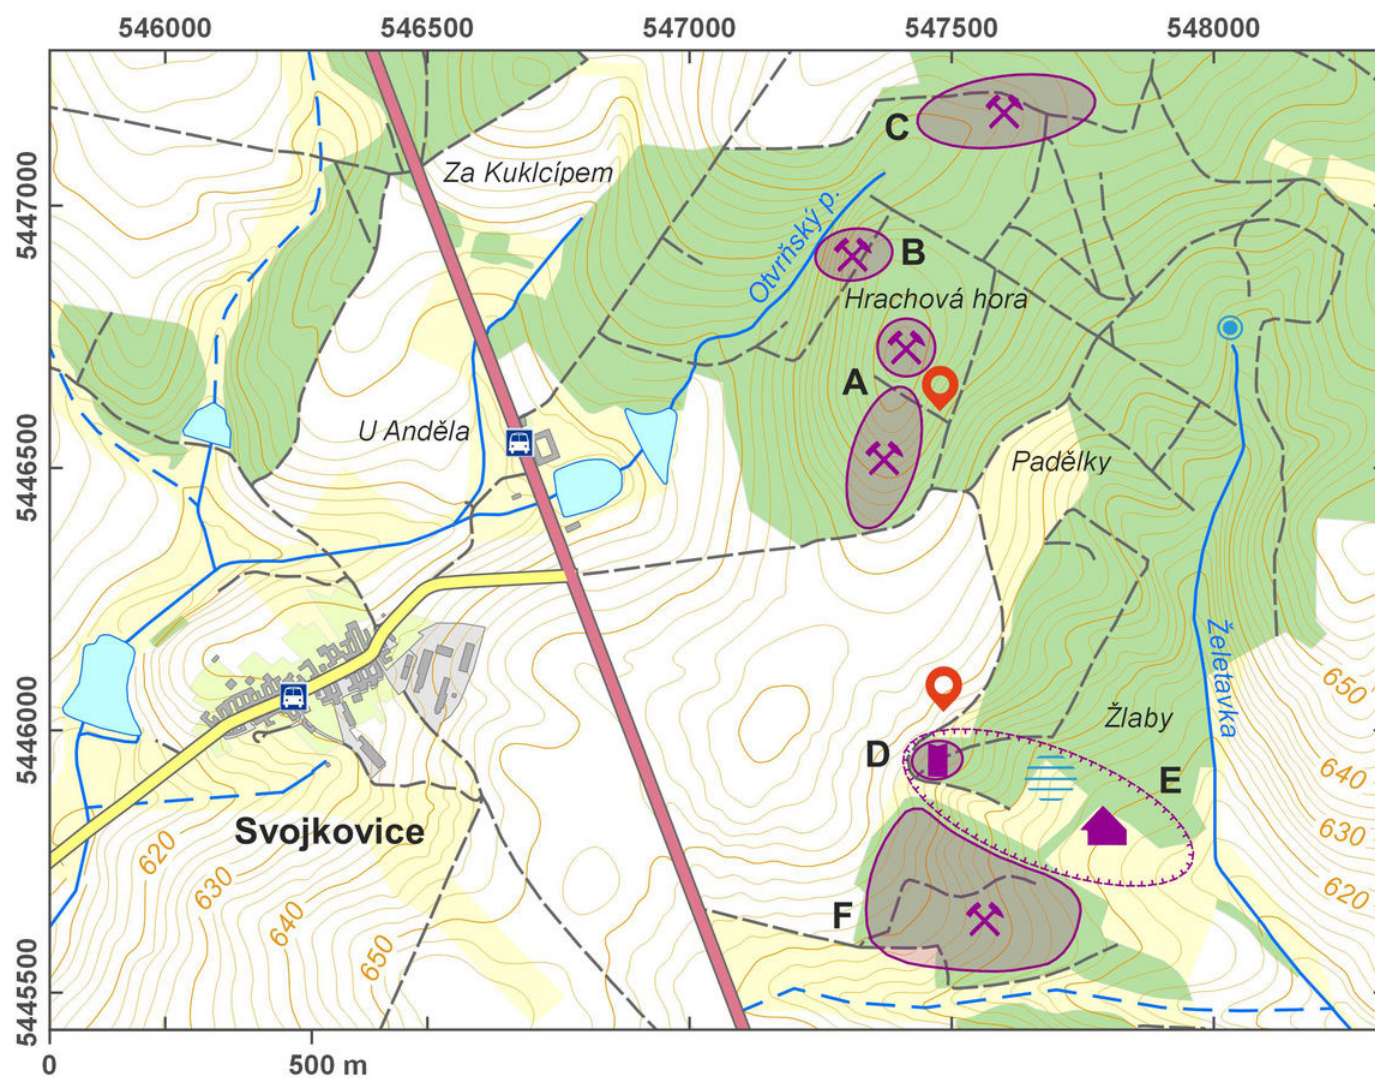 546000 546500 547000 547500 548000
5447000
5446500
5446000
5445500
C
Za Kuklcípem
Otvrňský p.
B
Hrachová hora
A
U Anděla
Padělky
Želetavka
650
Žlaby
D
E
640
Svojkovice
620
630
630
620
F
640
650
0 500 m